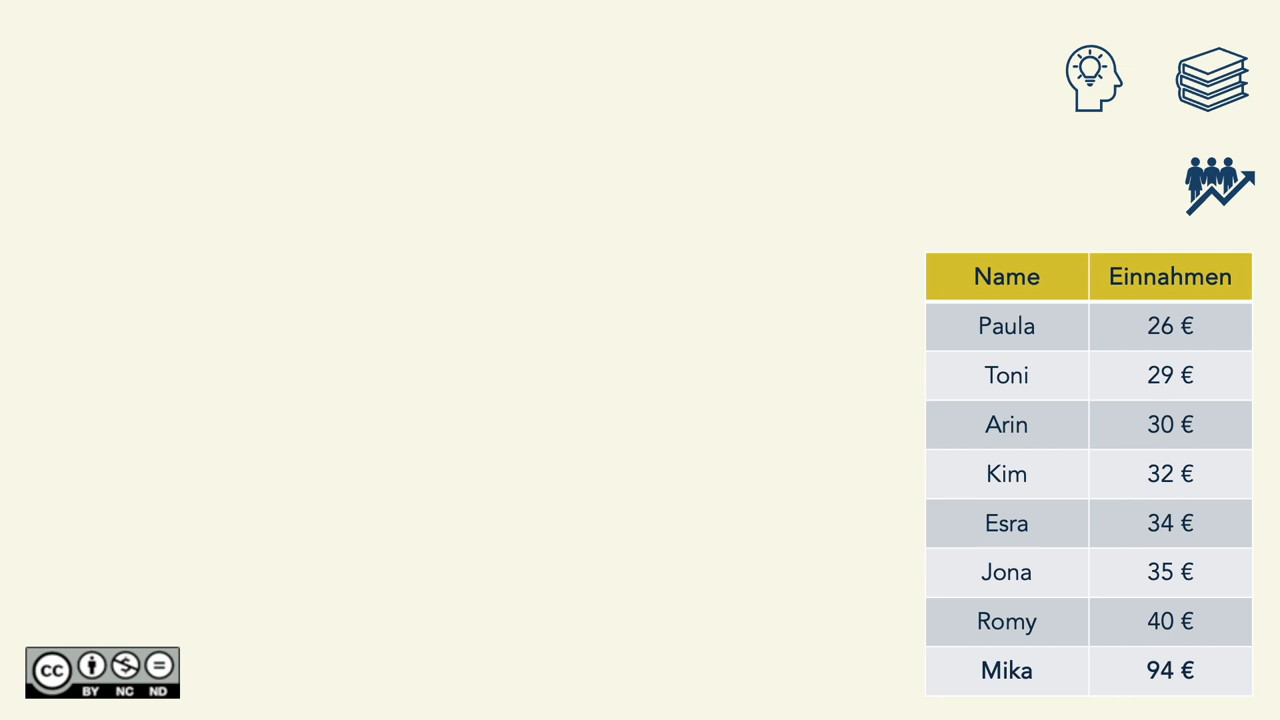 Name Einnahmen
Paula 26 €
Toni 29 €
Arin 30 €
Kim 32 €
Esra 34 €
Jona 35 €
Romy 40 €
Mika 94 €
cc BY NC ND